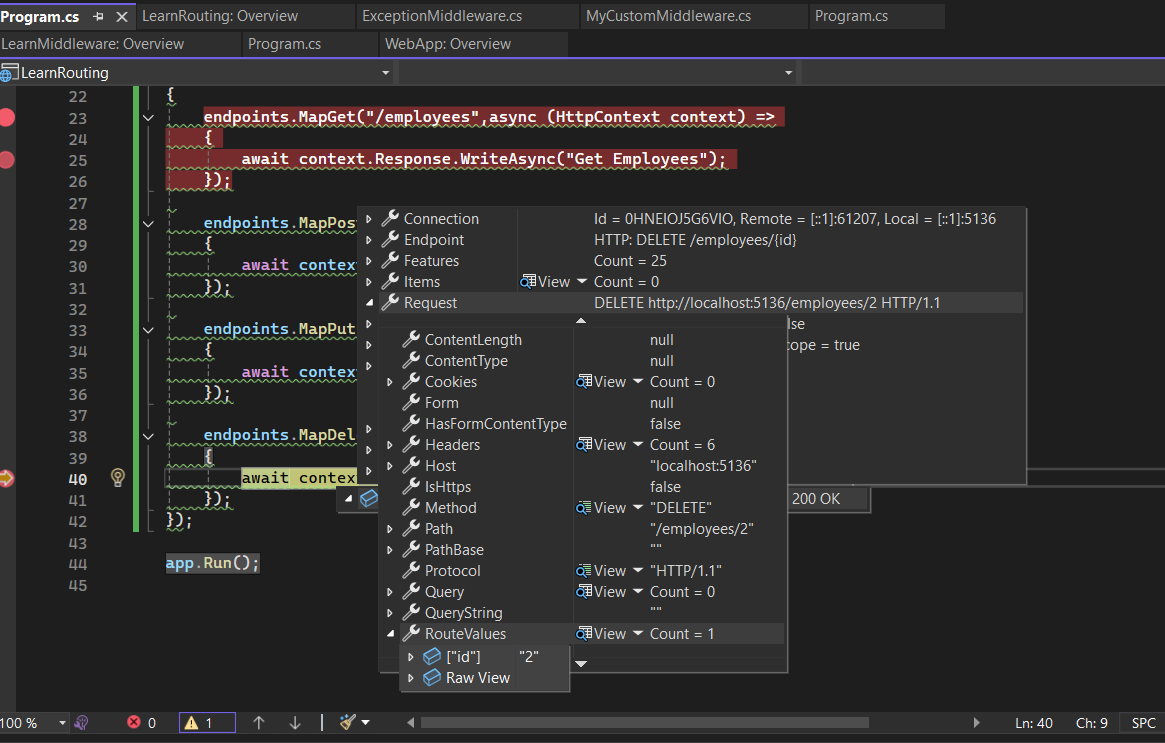 Program.cs LearnRouting: Overview ExceptionMiddleware.cs MyCustomMiddleware.cs Program.cs
LearnMiddleware: Overview Program.cs WebApp: Overview
LearnRouting
22 {
23 endpoints.MapGet("/employees",async (HttpContext context) =>
24 {
25 await context.Response.WriteAsync("Get Employees");
26 });
27
28 endpoints.MapPos
29 {
30 await contex
31 });
32
33 endpoints.MapPut
34 {
35 await contex
36 });
37
38 endpoints.MapDel
39 {
40 await contex
41 });
42 });
43
44 app.Run();
45
Connection Id = 0HNEIOJ5G6VIO, Remote = [::1]:61207, Local = [::1]:5136
Endpoint HTTP: DELETE /employees/{id}
Features Count = 25
Items View Count = 0
Request DELETE http://localhost:5136/employees/2 HTTP/1.1
lse
cope = true
ContentLength null
ContentType null
Cookies View Count = 0
Form null
HasFormContentType false
Headers View Count = 6
Host "localhost:5136"
IsHttps false
Method View "DELETE"
Path "/employees/2"
PathBase ""
Protocol View "HTTP/1.1"
Query View Count = 0
QueryString ""
RouteValues View Count = 1
["id"] "2"
Raw View
200 OK
100 % 0 1 Ln: 40 Ch: 9 SPC